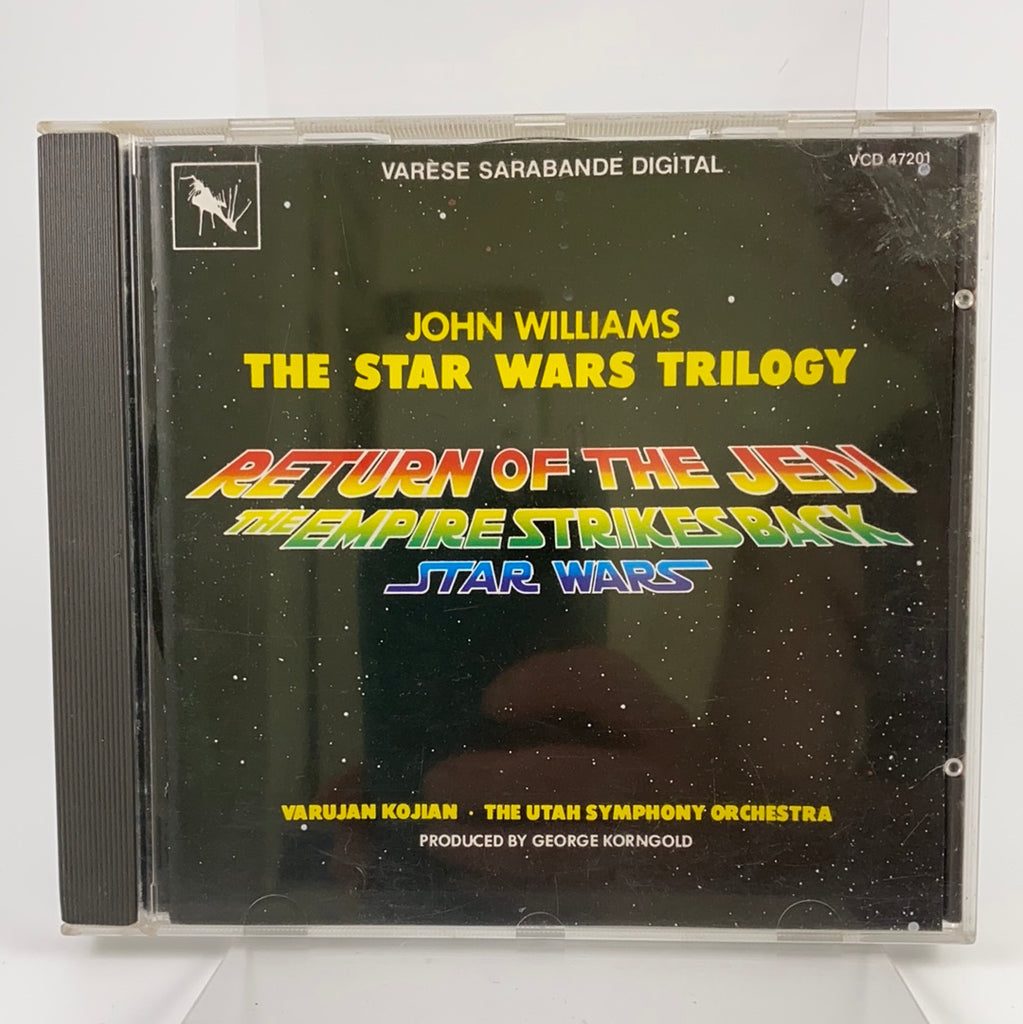 VARÈSE SARABANDE DIGITAL
VCD 47201
JOHN WILLIAMS
THE STAR WARS TRILOGY
RETURN OF THE JEDI
THE EMPIRE STRIKES BACK
STAR WARS
VARUJAN KOJIAN · THE UTAH SYMPHONY ORCHESTRA
PRODUCED BY GEORGE KORNGOLD